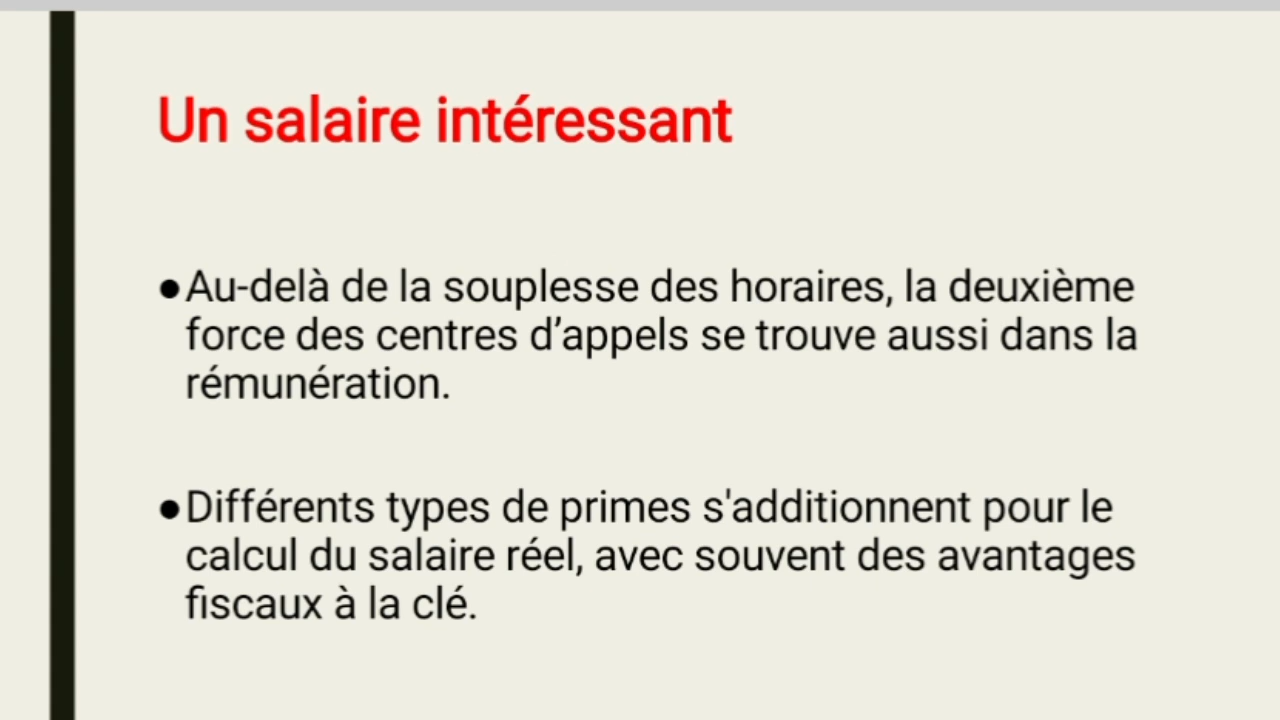 Un salaire intéressant
●Au-delà de la souplesse des horaires, la deuxième
force des centres d’appels se trouve aussi dans la
rémunération.
●Différents types de primes s'additionnent pour le
calcul du salaire réel, avec souvent des avantages
fiscaux à la clé.